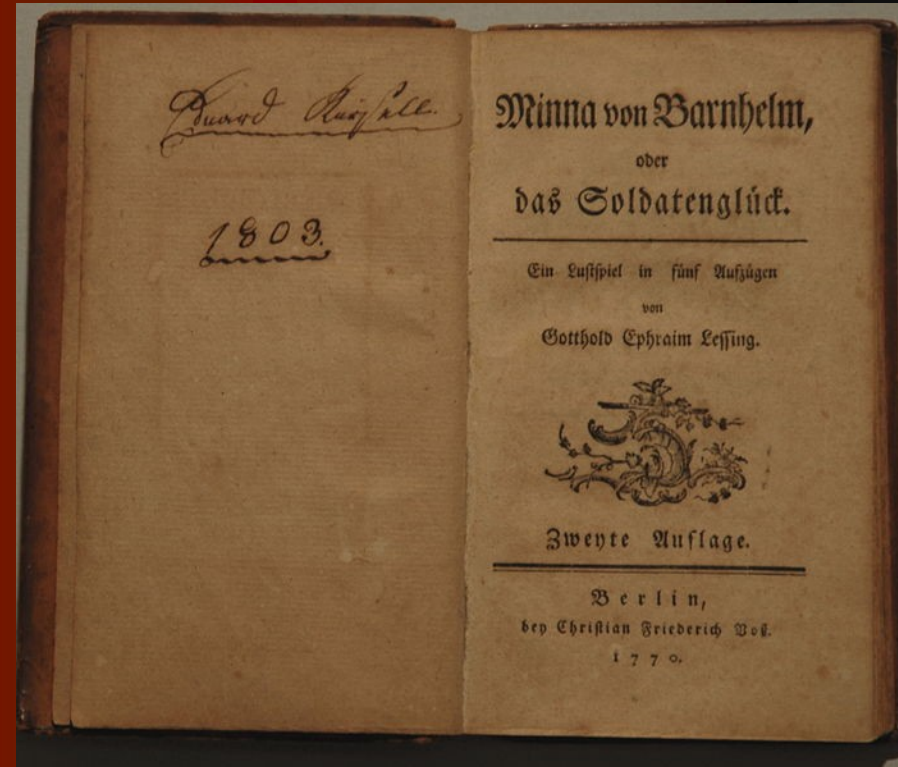 Eduard
1803.
Minna von Barnhelm,
oder
das Soldatenglück.
Ein Lustspiel in fünf Aufzügen
von
Gotthold Ephraim Lessing.
Zweyte Auflage.
Berlin,
bey Christian Friederich Voß.
1770.